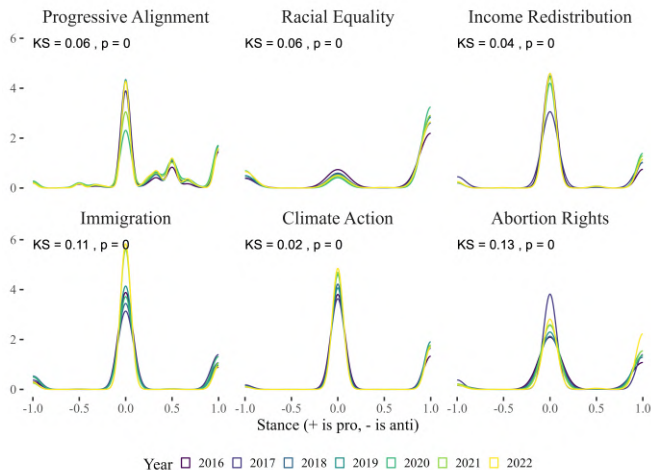 Progressive Alignment Racial Equality Income Redistribution
6 KS = 0.06 , p = 0 KS = 0.06 , p = 0 KS = 0.04 , p = 0
4
2
0
Immigration Climate Action Abortion Rights
6 KS = 0.11 , p = 0 KS = 0.02 , p = 0 KS = 0.13 , p = 0
4
2
0
-1.0 -0.5 0.0 0.5 1.0 -1.0 -0.5 0.0 0.5 1.0 -1.0 -0.5 0.0 0.5 1.0
Stance (+ is pro, - is anti)
Year 2016 2017 2018 2019 2020 2021 2022